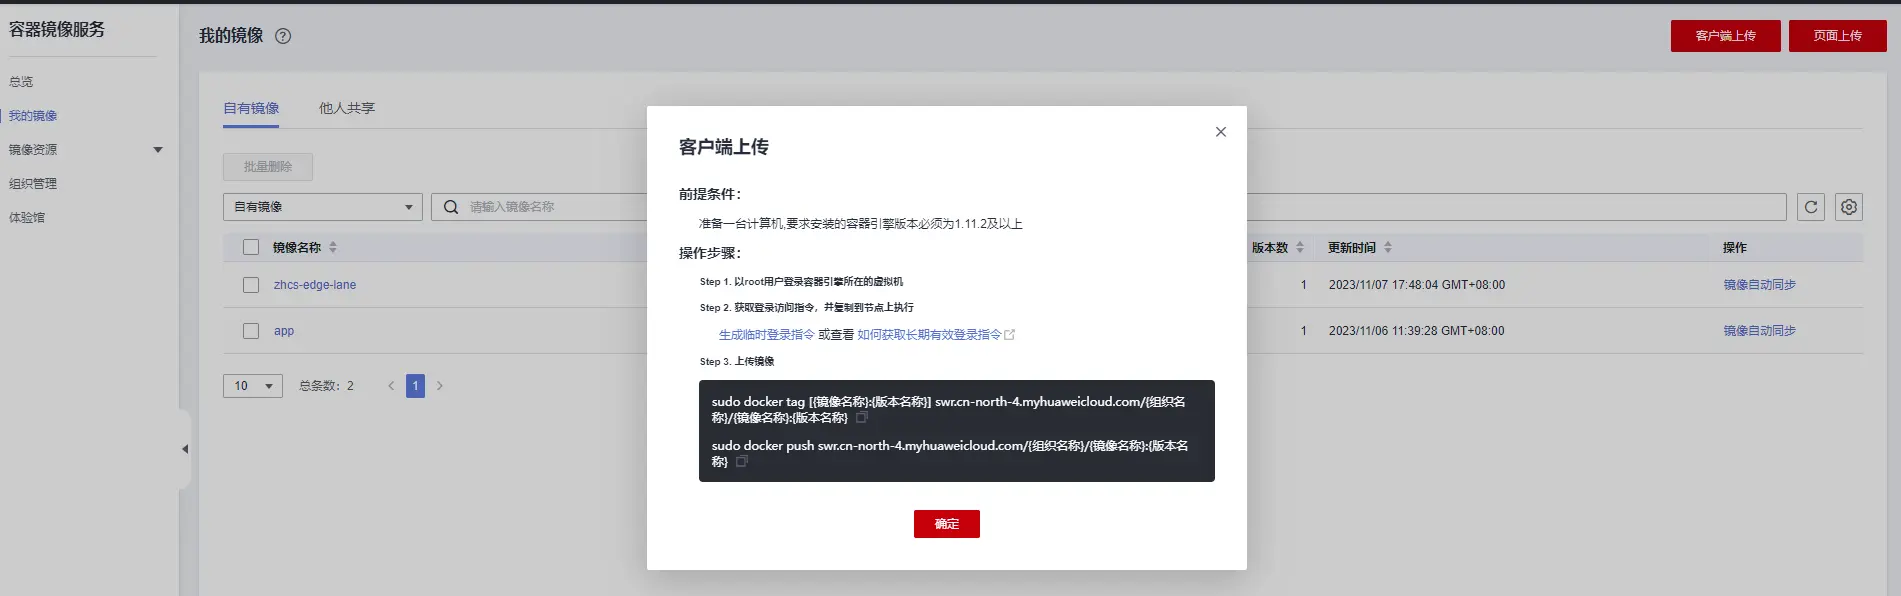 容器镜像服务
总览
我的镜像
镜像资源
组织管理
体验馆
我的镜像
客户端上传
页面上传
自有镜像
他人共享
批量删除
自有镜像
请输入镜像名称
镜像名称
版本数
更新时间
操作
zhcs-edge-lane
1
2023/11/07 17:48:04 GMT+08:00
镜像自动同步
app
1
2023/11/06 11:39:28 GMT+08:00
镜像自动同步
10
总条数：2
1
客户端上传
前提条件：
准备一台计算机,要求安装的容器引擎版本必须为1.11.2及以上
操作步骤：
Step 1. 以root用户登录容器引擎所在的虚拟机
Step 2. 获取登录访问指令，并复制到节点上执行
生成临时登录指令 或查看 如何获取长期有效登录指令
Step 3. 上传镜像
sudo docker tag [{镜像名称}:{版本名称}] swr.cn-north-4.myhuaweicloud.com/{组织名
称}/{镜像名称}:{版本名称}
sudo docker push swr.cn-north-4.myhuaweicloud.com/{组织名称}/{镜像名称}:{版本名
称}
确定